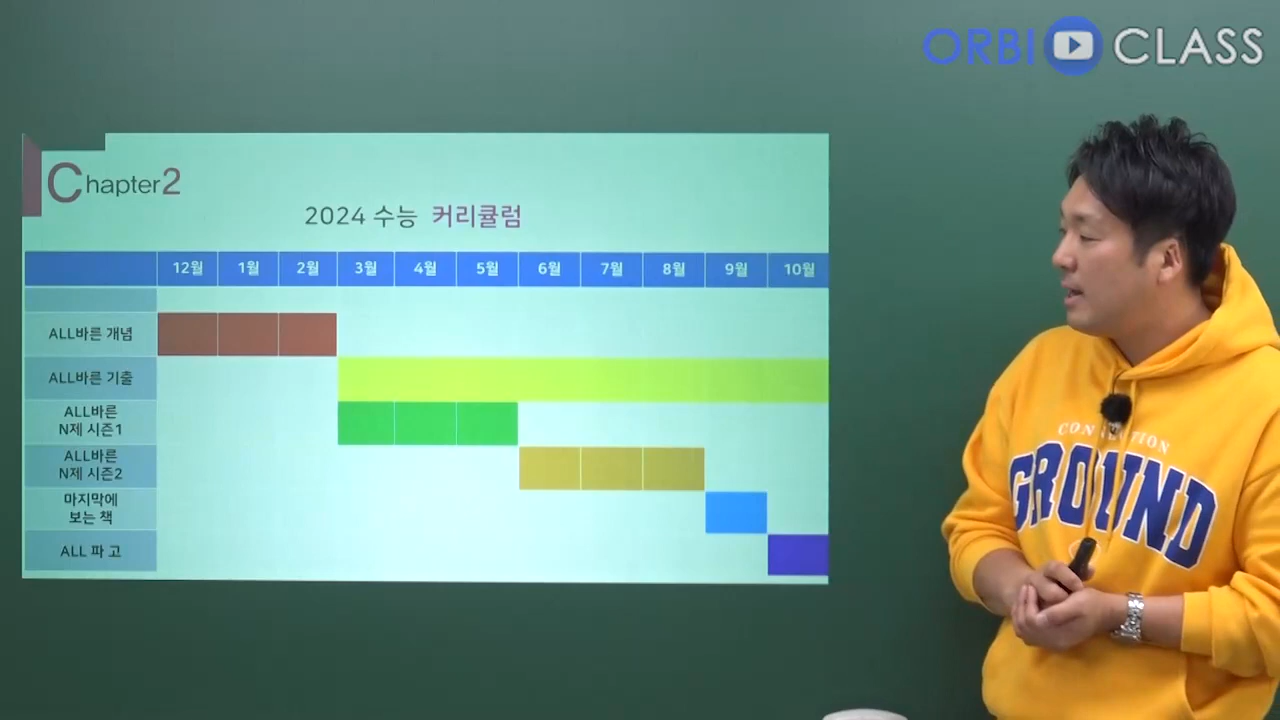 ORBI CLASS
Chapter2
2024 수능 커리큘럼
12월 1월 2월 3월 4월 5월 6월 7월 8월 9월 10월
ALL바른 개념
ALL바른 기출
ALL바른
N제 시즌1
ALL바른
N제 시즌2
마지막에
보는 책
ALL 파 고
GROUND